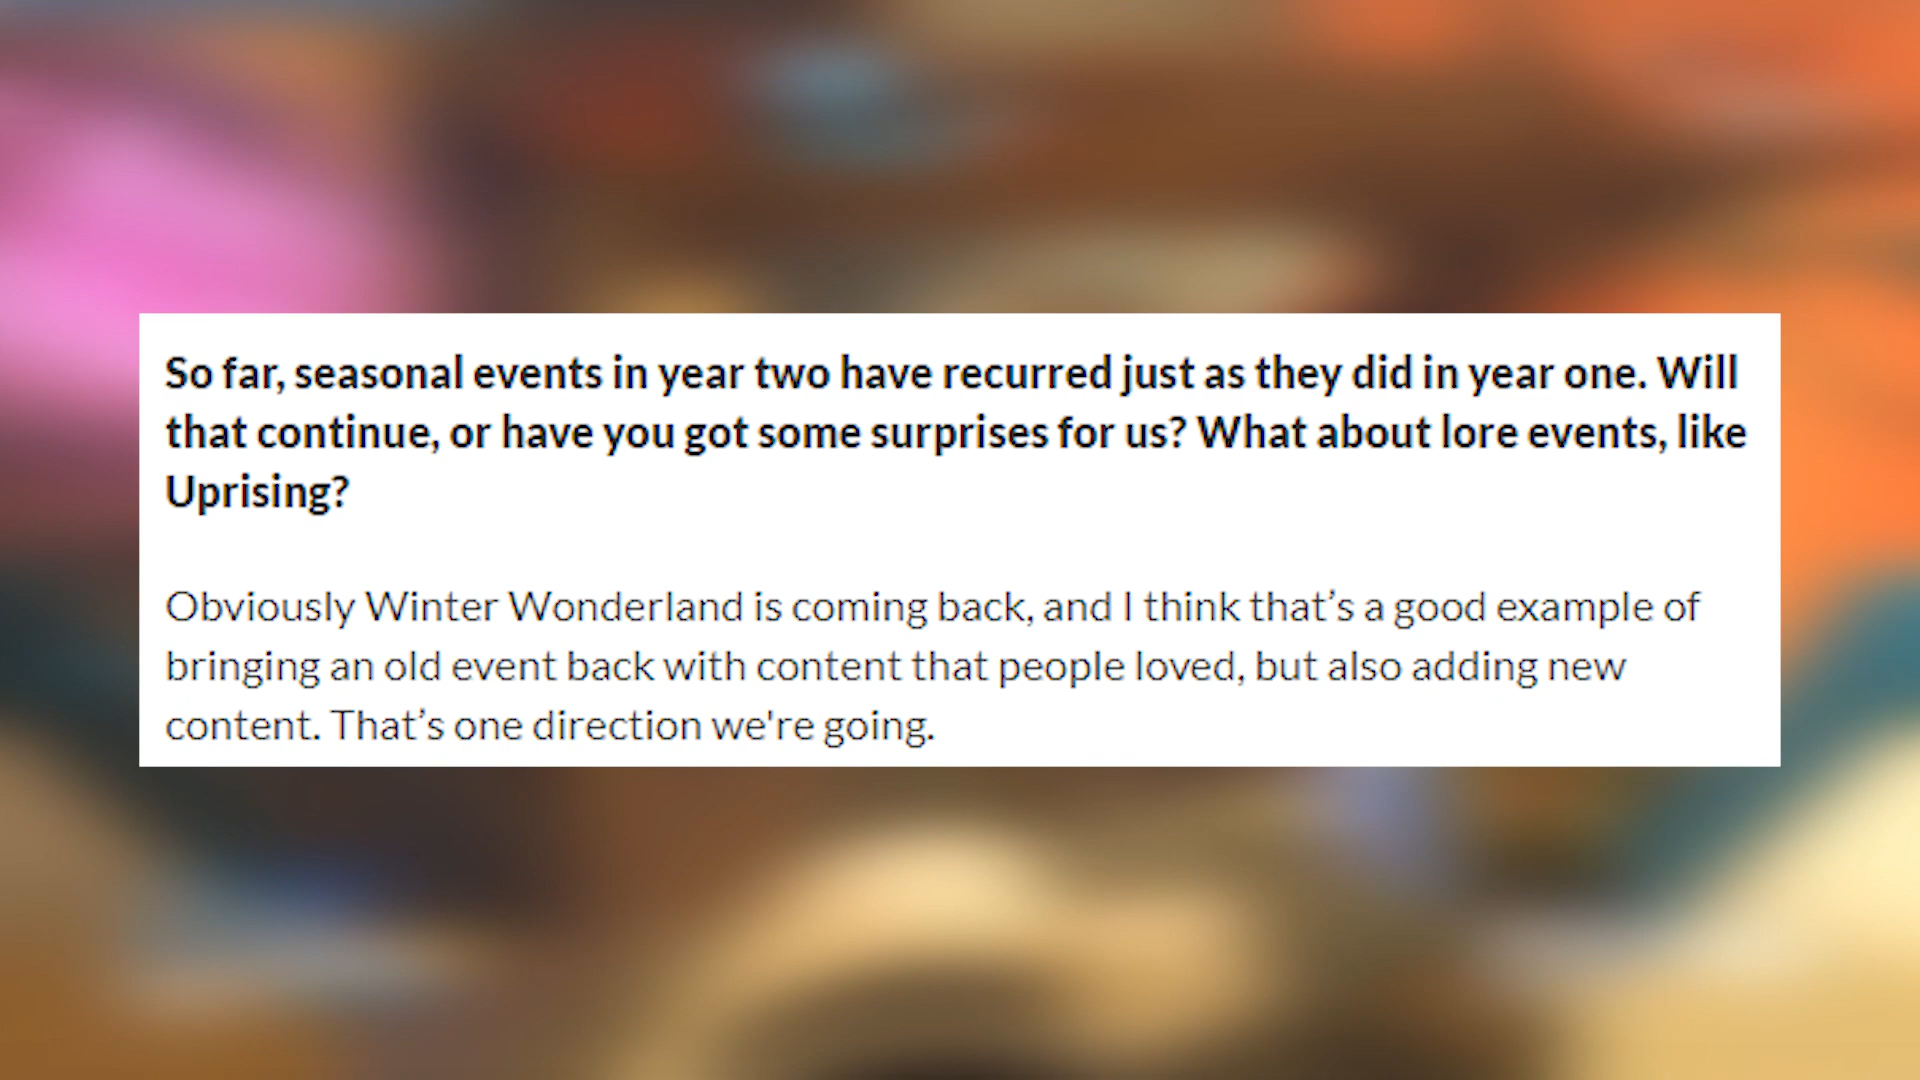 So far, seasonal events in year two have recurred just as they did in year one. Will
that continue, or have you got some surprises for us? What about lore events, like
Uprising?
Obviously Winter Wonderland is coming back, and I think that’s a good example of
bringing an old event back with content that people loved, but also adding new
content. That’s one direction we're going.